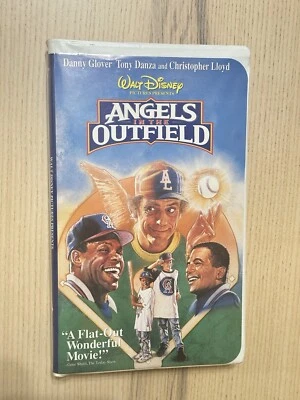 Danny Glover Tony Danza and Christopher Lloyd
WALT DISNEY
PICTURES PRESENTS
ANGELS
IN THE
OUTFIELD
AL
"A Flat-Out
Wonderful
Movie!"